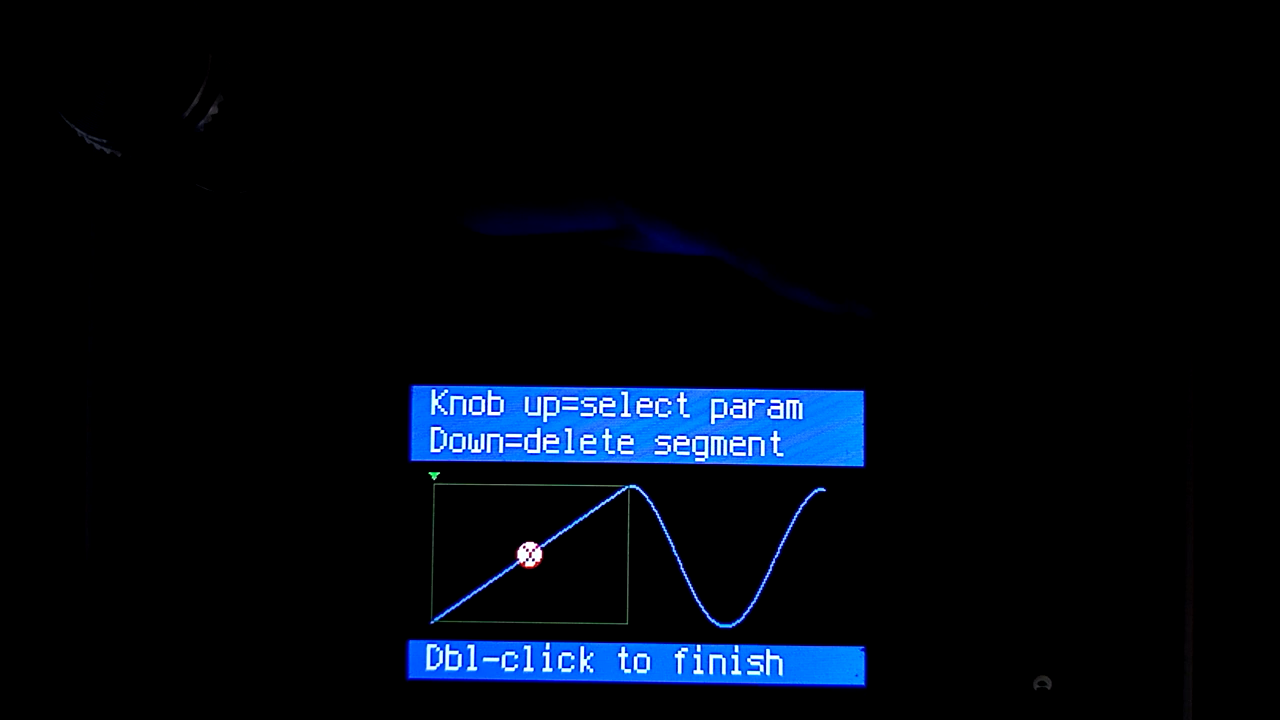 Knob up=select param
Down=delete segment
Dbl-click to finish